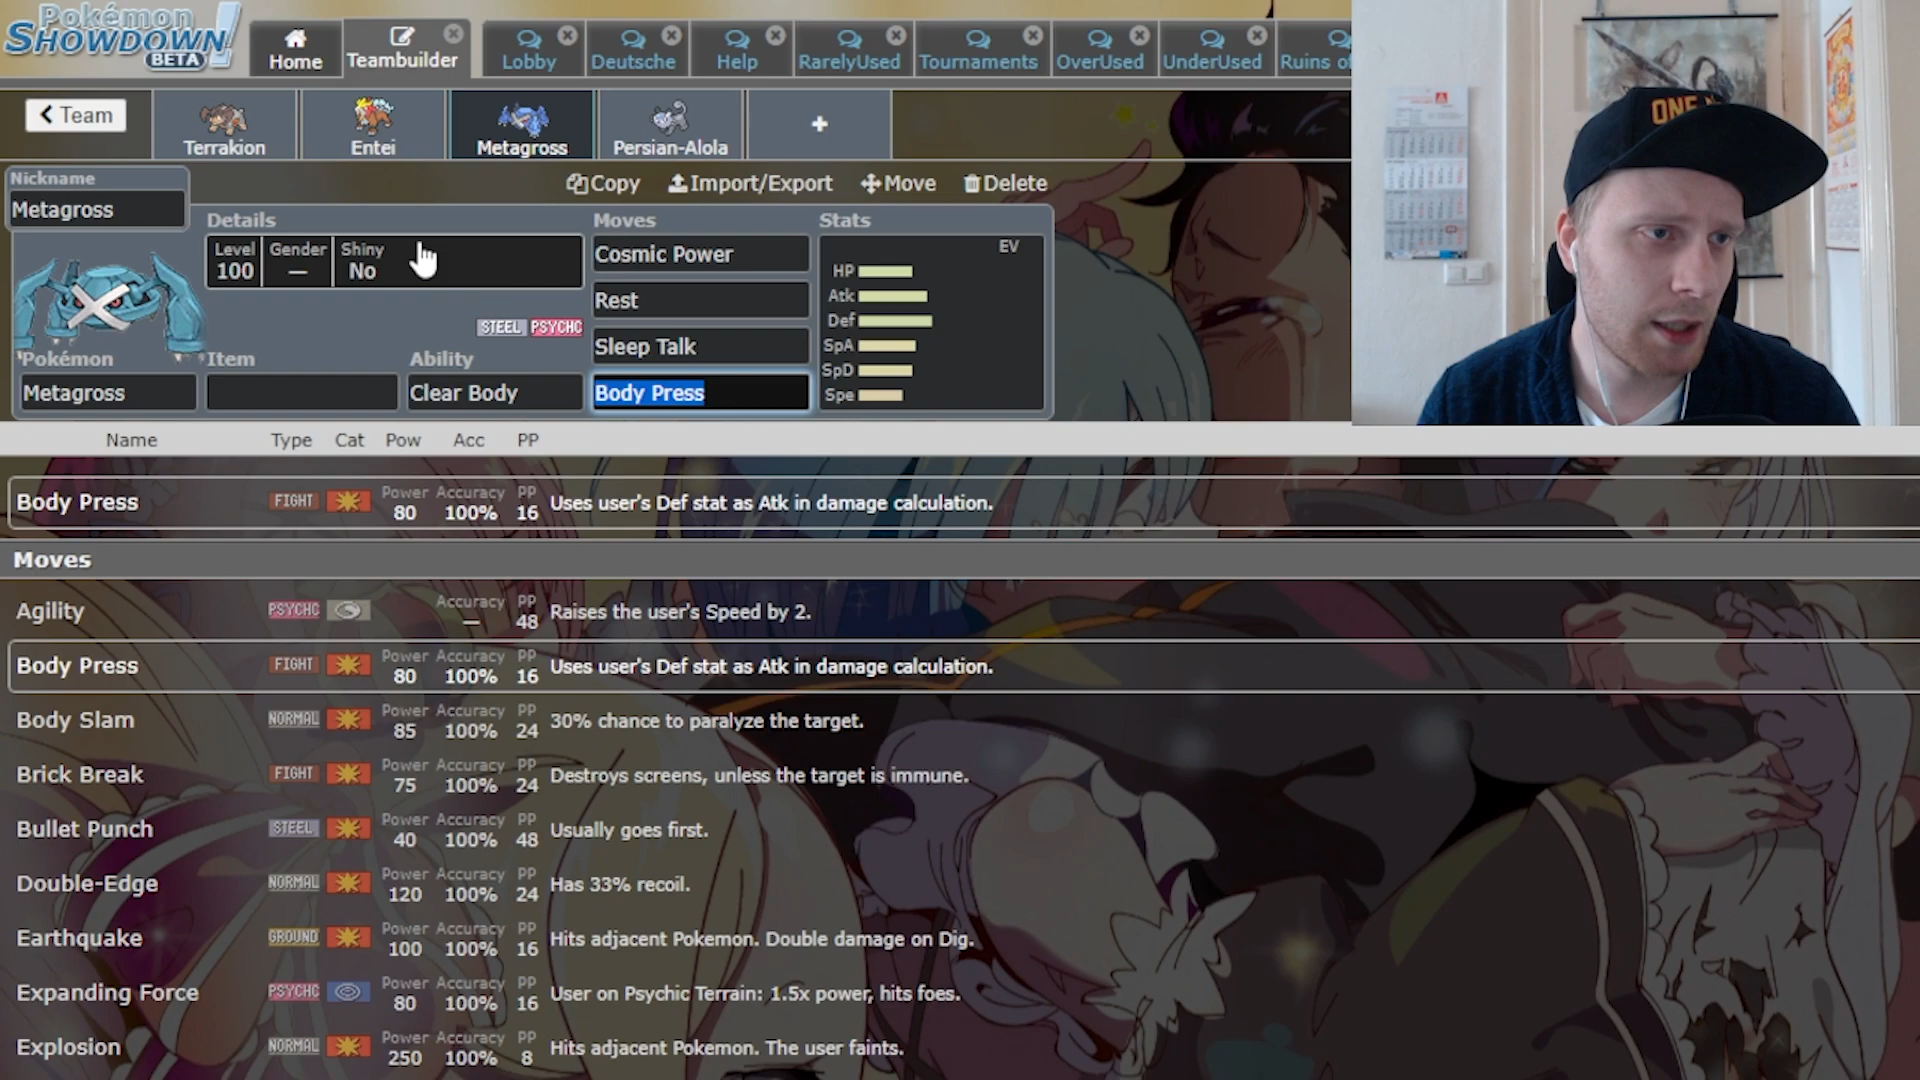 Pokémon
SHOWDOWN!
BETA
Home
Teambuilder
Lobby
Deutsche
Help
RarelyUsed
Tournaments
OverUsed
UnderUsed
Ruins of
Team
Terrakion
Entei
Metagross
Persian-Alola
+
Copy
Import/Export
Move
Delete
Nickname
Metagross
Details
Level
100
Gender
—
Shiny
No
STEEL PSYCHC
Pokémon
Metagross
Item
Ability
Clear Body
Moves
Cosmic Power
Rest
Sleep Talk
Body Press
Stats
EV
HP
Atk
Def
SpA
SpD
Spe
ONE
Name Type Cat Pow Acc PP
Body Press FIGHT Power 80 Accuracy 100% PP 16 Uses user's Def stat as Atk in damage calculation.
Moves
Agility PSYCHC Accuracy — PP 48 Raises the user's Speed by 2.
Body Press FIGHT Power 80 Accuracy 100% PP 16 Uses user's Def stat as Atk in damage calculation.
Body Slam NORMAL Power 85 Accuracy 100% PP 24 30% chance to paralyze the target.
Brick Break FIGHT Power 75 Accuracy 100% PP 24 Destroys screens, unless the target is immune.
Bullet Punch STEEL Power 40 Accuracy 100% PP 48 Usually goes first.
Double-Edge NORMAL Power 120 Accuracy 100% PP 24 Has 33% recoil.
Earthquake GROUND Power 100 Accuracy 100% PP 16 Hits adjacent Pokemon. Double damage on Dig.
Expanding Force PSYCHC Power 80 Accuracy 100% PP 16 User on Psychic Terrain: 1.5x power, hits foes.
Explosion NORMAL Power 250 Accuracy 100% PP 8 Hits adjacent Pokemon. The user faints.